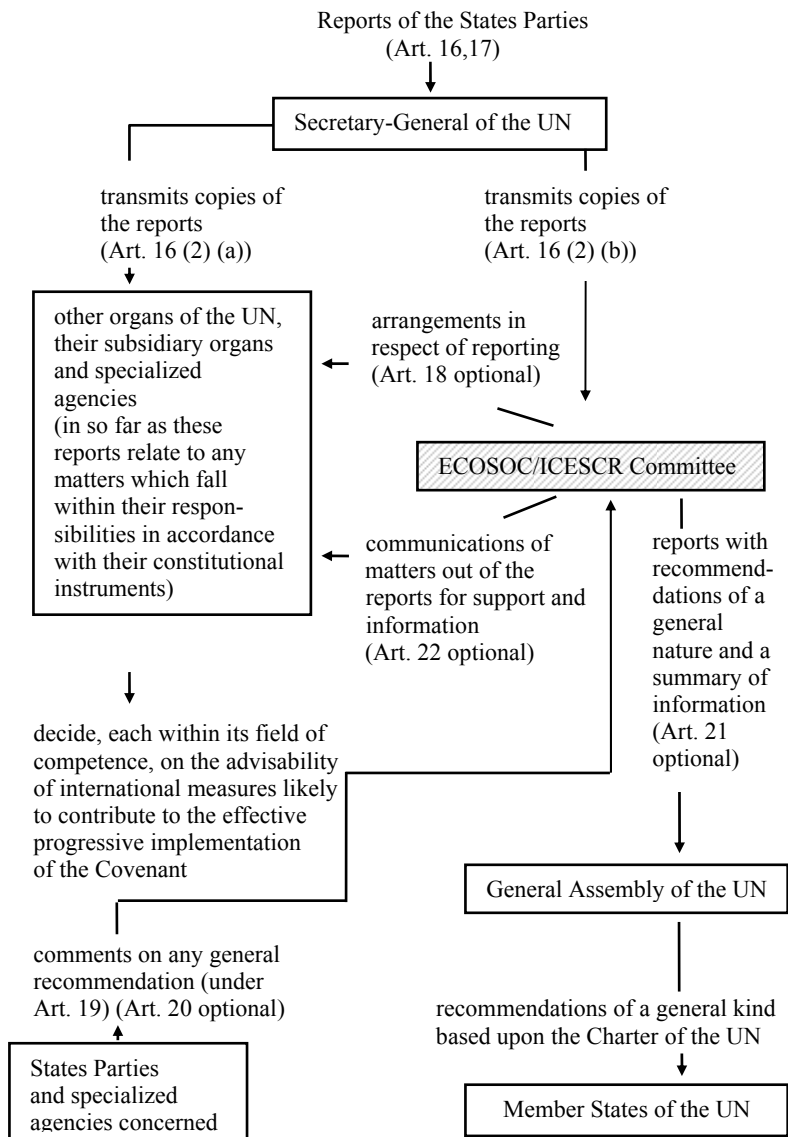 Reports of the States Parties
(Art. 16,17)
Secretary-General of the UN
transmits copies of
the reports
(Art. 16 (2) (a))
transmits copies of
the reports
(Art. 16 (2) (b))
other organs of the UN,
their subsidiary organs
and specialized
agencies
(in so far as these
reports relate to any
matters which fall
within their respon-
sibilities in accordance
with their constitutional
instruments)
arrangements in
respect of reporting
(Art. 18 optional)
ECOSOC/ICESCR Committee
communications of
matters out of the
reports for support and
information
(Art. 22 optional)
reports with
recommend-
dations of a
general
nature and a
summary of
information
(Art. 21
optional)
decide, each within its field of
competence, on the advisability
of international measures likely
to contribute to the effective
progressive implementation
of the Covenant
General Assembly of the UN
comments on any general
recommendation (under
Art. 19) (Art. 20 optional)
recommendations of a general kind
based upon the Charter of the UN
States Parties
and specialized
agencies concerned
Member States of the UN